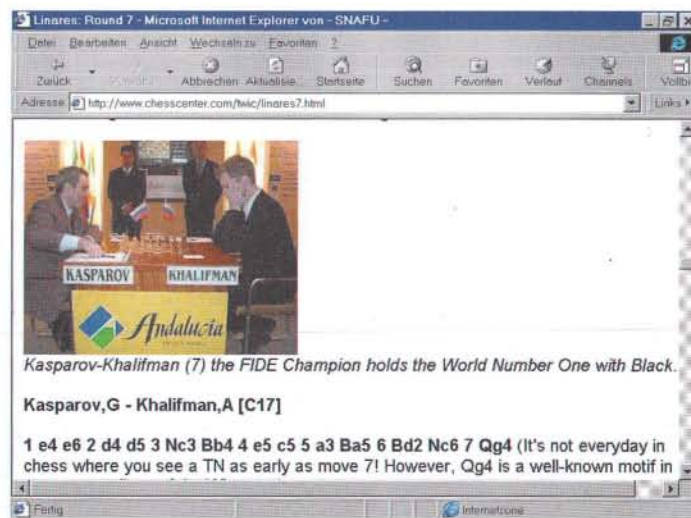 Linares: Round 7 - Microsoft Internet Explorer von - SNAFU -
Datei Bearbeiten Ansicht Wechseln zu Favoriten ?
Zurück Abbrechen Aktualisie... Startseite Suchen Favoriten Verlauf Channels Vollbi
Adresse http://www.chesscenter.com/twic/linares7.html Links
KASPAROV KHALIFMAN
Andalucía
Kasparov-Khalifman (7) the FIDE Champion holds the World Number One with Black.
Kasparov,G - Khalifman,A [C17]
1 e4 e6 2 d4 d5 3 Nc3 Bb4 4 e5 c5 5 a3 Ba5 6 Bd2 Nc6 7 Qg4 (It's not everyday in
chess where you see a TN as early as move 7! However, Qg4 is a well-known motif in
Fertig Internetzone